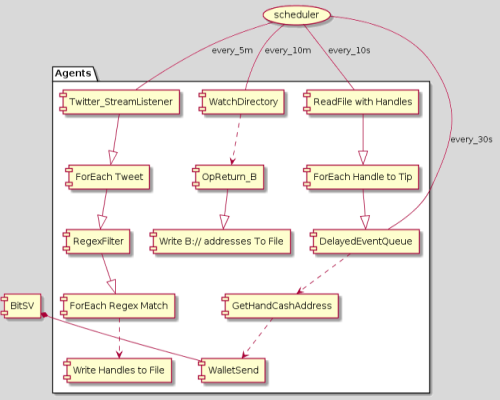 scheduler
every_5m
every_10m
every_10s
Agents
Twitter_StreamListener
WatchDirectory
ReadFile with Handles
every_30s
ForEach Tweet
OpReturn_B
ForEach Handle to Tip
RegexFilter
Write B:// addresses To File
DelayedEventQueue
BitSV
ForEach Regex Match
GetHandCashAddress
Write Handles to File
WalletSend